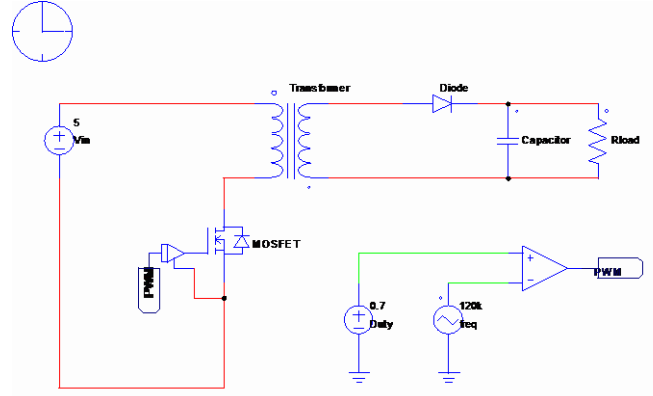 Transformer
Diode
5
Vin
Capacitor
Rload
MOSFET
PWM
0.7
Duty
120k
freq
PWM